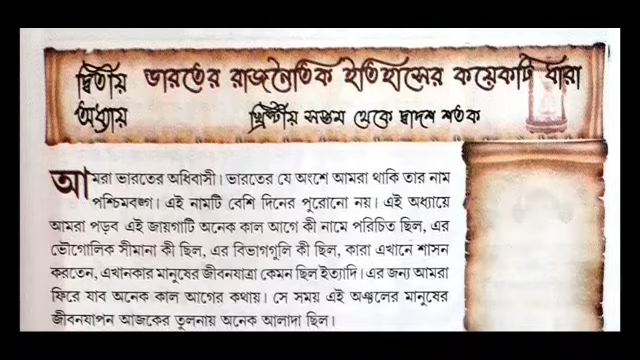 দ্বিতীয় অধ্যায়
ভারতের রাজনৈতিক ইতিহাসের কয়েকটি ধারা
খ্রিস্টীয় সপ্তম থেকে দ্বাদশ শতক
আমরা ভারতের অধিবাসী। ভারতের যে অংশে আমরা থাকি তার নাম
পশ্চিমবঙ্গ। এই নামটি বেশি দিনের পুরোনো নয়। এই অধ্যায়ে
আমরা পড়ব এই জায়গাটি অনেক কাল আগে কী নামে পরিচিত ছিল, এর
ভৌগোলিক সীমানা কী ছিল, এর বিভাগগুলি কী ছিল, কারা এখানে শাসন
করতেন, এখানকার মানুষের জীবনযাত্রা কেমন ছিল ইত্যাদি। এর জন্য আমরা
ফিরে যাব অনেক কাল আগের কথায়। সে সময় এই অঞ্চলের মানুষের
জীবনযাপন আজকের তুলনায় অনেক আলাদা ছিল।